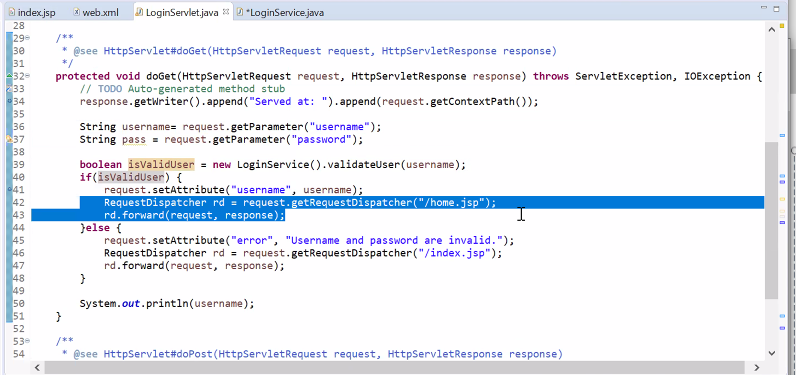 index.jsp web.xml LoginServlet.java *LoginService.java
28
29 /**
30 * @see HttpServlet#doGet(HttpServletRequest request, HttpServletResponse response)
31 */
32 protected void doGet(HttpServletRequest request, HttpServletResponse response) throws ServletException, IOException {
33 // TODO Auto-generated method stub
34 response.getWriter().append("Served at: ").append(request.getContextPath());
35
36 String username= request.getParameter("username");
37 String pass = request.getParameter("password");
38
39 boolean isValidUser = new LoginService().validateUser(username);
40 if(isValidUser) {
41 request.setAttribute("username", username);
42 RequestDispatcher rd = request.getRequestDispatcher("/home.jsp");
43 rd.forward(request, response);
44 }else {
45 request.setAttribute("error", "Username and password are invalid.");
46 RequestDispatcher rd = request.getRequestDispatcher("/index.jsp");
47 rd.forward(request, response);
48 }
49
50 System.out.println(username);
51 }
52
53 /**
54 * @see HttpServlet#doPost(HttpServletRequest request, HttpServletResponse response)